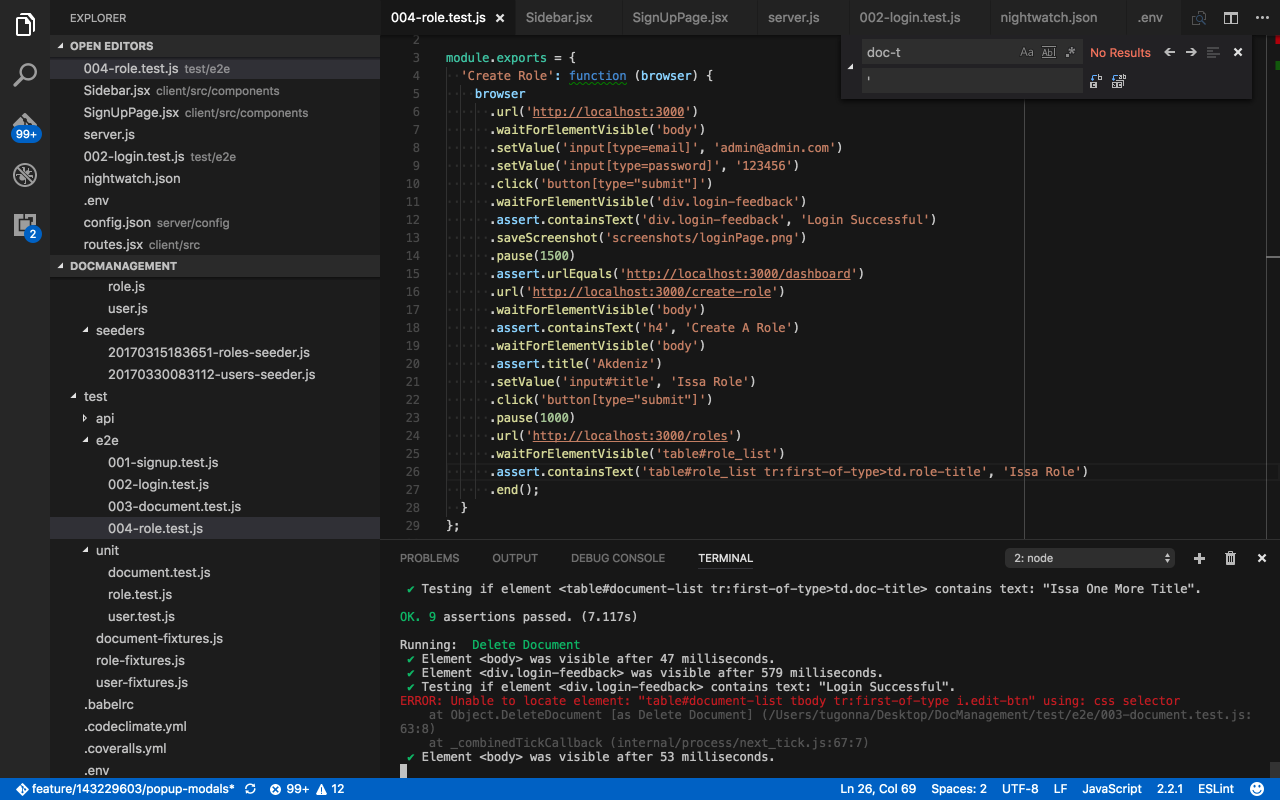 EXPLORER
OPEN EDITORS
004-role.test.js test/e2e
Sidebar.jsx client/src/components
SignUpPage.jsx client/src/components
server.js
002-login.test.js test/e2e
nightwatch.json
.env
config.json server/config
routes.jsx client/src
DOCMANAGEMENT
role.js
user.js
seeders
20170315183651-roles-seeder.js
20170330083112-users-seeder.js
test
api
e2e
001-signup.test.js
002-login.test.js
003-document.test.js
004-role.test.js
unit
document.test.js
role.test.js
user.test.js
document-fixtures.js
role-fixtures.js
user-fixtures.js
.babelrc
.codeclimate.yml
.coveralls.yml
.env
99+
2
004-role.test.js Sidebar.jsx SignUpPage.jsx server.js 002-login.test.js nightwatch.json .env
doc-t Aa Abl .* No Results
'
2
3 module.exports = {
4 'Create Role': function (browser) {
5 browser
6 .url('http://localhost:3000')
7 .waitForElementVisible('body')
8 .setValue('input[type=email]', 'admin@admin.com')
9 .setValue('input[type=password]', '123456')
10 .click('button[type="submit"]')
11 .waitForElementVisible('div.login-feedback')
12 .assert.containsText('div.login-feedback', 'Login Successful')
13 .saveScreenshot('screenshots/loginPage.png')
14 .pause(1500)
15 .assert.urlEquals('http://localhost:3000/dashboard')
16 .url('http://localhost:3000/create-role')
17 .waitForElementVisible('body')
18 .assert.containsText('h4', 'Create A Role')
19 .waitForElementVisible('body')
20 .assert.title('Akdeniz')
21 .setValue('input#title', 'Issa Role')
22 .click('button[type="submit"]')
23 .pause(1000)
24 .url('http://localhost:3000/roles')
25 .waitForElementVisible('table#role_list')
26 .assert.containsText('table#role_list tr:first-of-type>td.role-title', 'Issa Role')
27 .end();
28 }
29 };
PROBLEMS OUTPUT DEBUG CONSOLE TERMINAL 2: node
✔ Testing if element <table#document-list tr:first-of-type>td.doc-title> contains text: "Issa One More Title".
OK. 9 assertions passed. (7.117s)
Running: Delete Document
✔ Element <body> was visible after 47 milliseconds.
✔ Element <div.login-feedback> was visible after 579 milliseconds.
✔ Testing if element <div.login-feedback> contains text: "Login Successful".
ERROR: Unable to locate element: "table#document-list tbody tr:first-of-type i.edit-btn" using: css selector
at Object.DeleteDocument [as Delete Document] (/Users/tugonna/Desktop/DocManagement/test/e2e/003-document.test.js:
63:8)
at _combinedTickCallback (internal/process/next_tick.js:67:7)
✔ Element <body> was visible after 53 milliseconds.
feature/143229603/popup-modals* 99+ 12 Ln 26, Col 69 Spaces: 2 UTF-8 LF JavaScript 2.2.1 ESLint